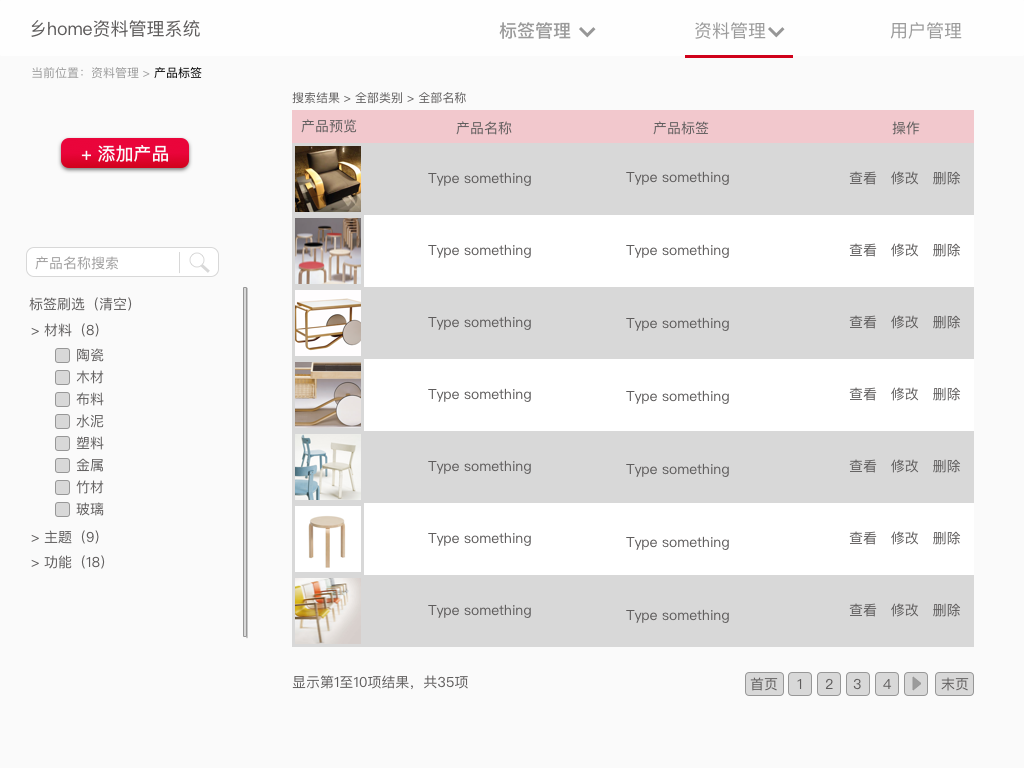 乡home资料管理系统
标签管理
资料管理
用户管理
当前位置：资料管理 > 产品标签
搜索结果 > 全部类别 > 全部名称
+ 添加产品
产品名称搜索
标签刷选（清空）
> 材料（8）
陶瓷
木材
布料
水泥
塑料
金属
竹材
玻璃
> 主题（9）
> 功能（18）
产品预览 产品名称 产品标签 操作
Type something Type something 查看 修改 删除
Type something Type something 查看 修改 删除
Type something Type something 查看 修改 删除
Type something Type something 查看 修改 删除
Type something Type something 查看 修改 删除
Type something Type something 查看 修改 删除
Type something Type something 查看 修改 删除
显示第1至10项结果，共35项
首页 1 2 3 4 末页